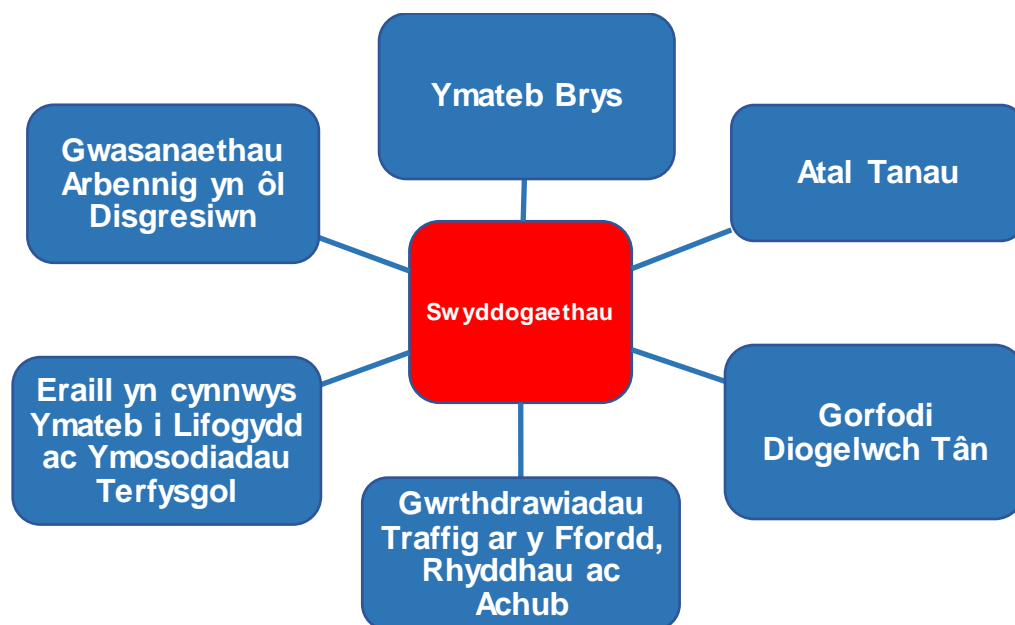 Ymateb Brys
Atal Tanau
Gorfodi
Diogelwch Tân
Gwrthdrawiadau
Traffig ar y Ffordd,
Rhyddhau ac
Achub
Eraill yn cynnwys
Ymateb i Lifogydd
ac Ymosodiadau
Terfysgol
Gwasanaethau
Arbennig yn ôl
Disgresiwn
Swyddogaethau